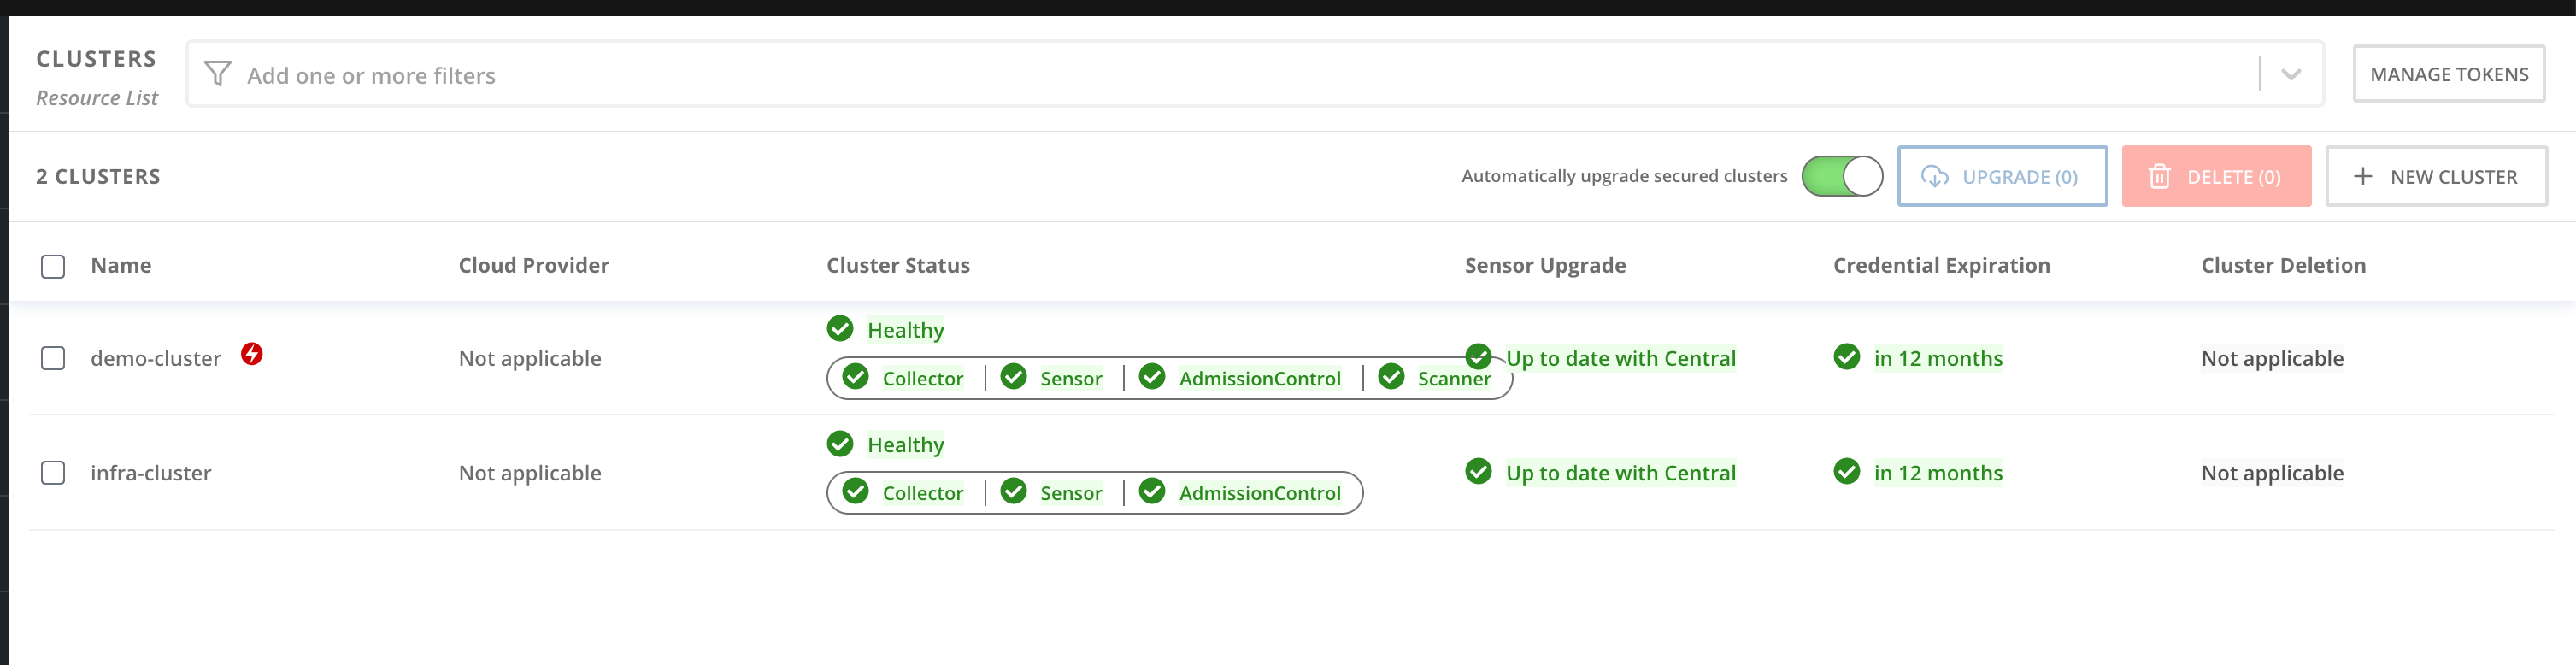 CLUSTERS
Resource List
Add one or more filters
MANAGE TOKENS
2 CLUSTERS
Automatically upgrade secured clusters
UPGRADE (0)
DELETE (0)
+ NEW CLUSTER
Name Cloud Provider Cluster Status Sensor Upgrade Credential Expiration Cluster Deletion
Healthy
demo-cluster Not applicable Up to date with Central in 12 months Not applicable
Collector | Sensor | AdmissionControl | Scanner
Healthy
infra-cluster Not applicable Up to date with Central in 12 months Not applicable
Collector | Sensor | AdmissionControl